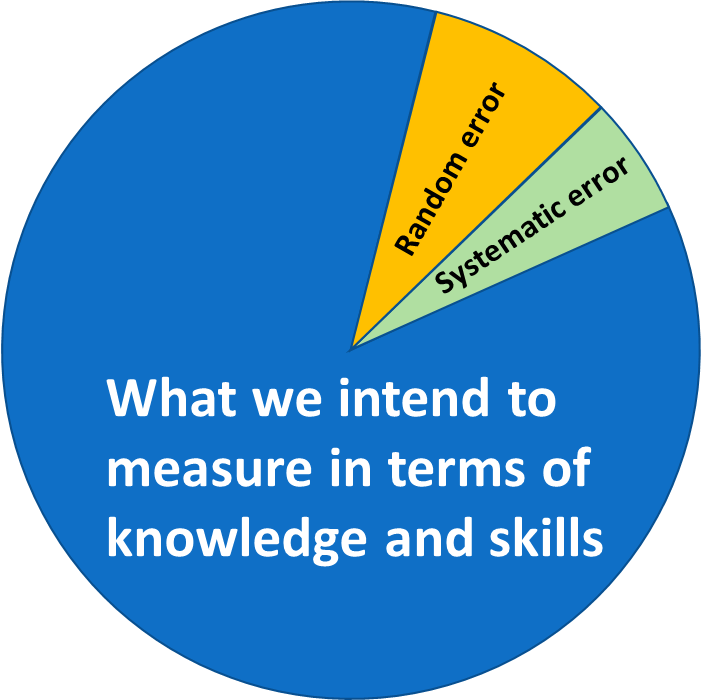 Random error
Systematic error
What we intend to
measure in terms of
knowledge and skills